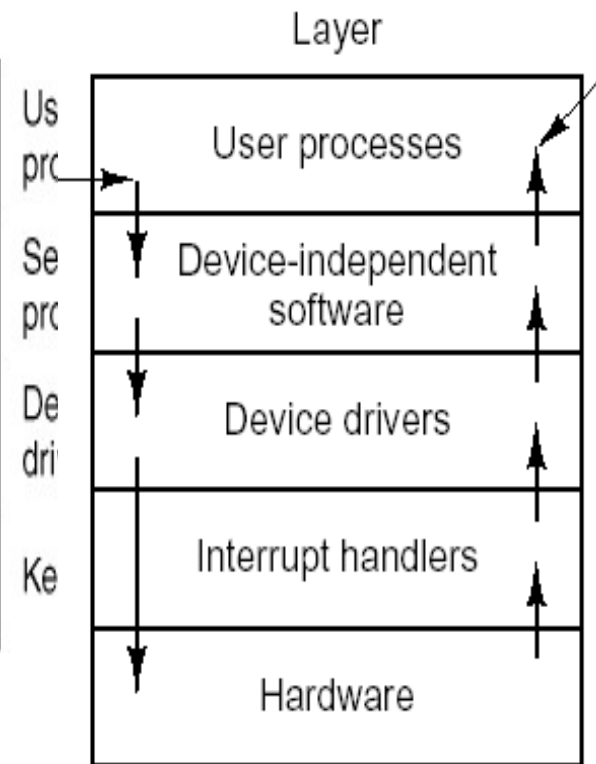 Layer
User processes
Device-independent
software
Device drivers
Interrupt handlers
Hardware